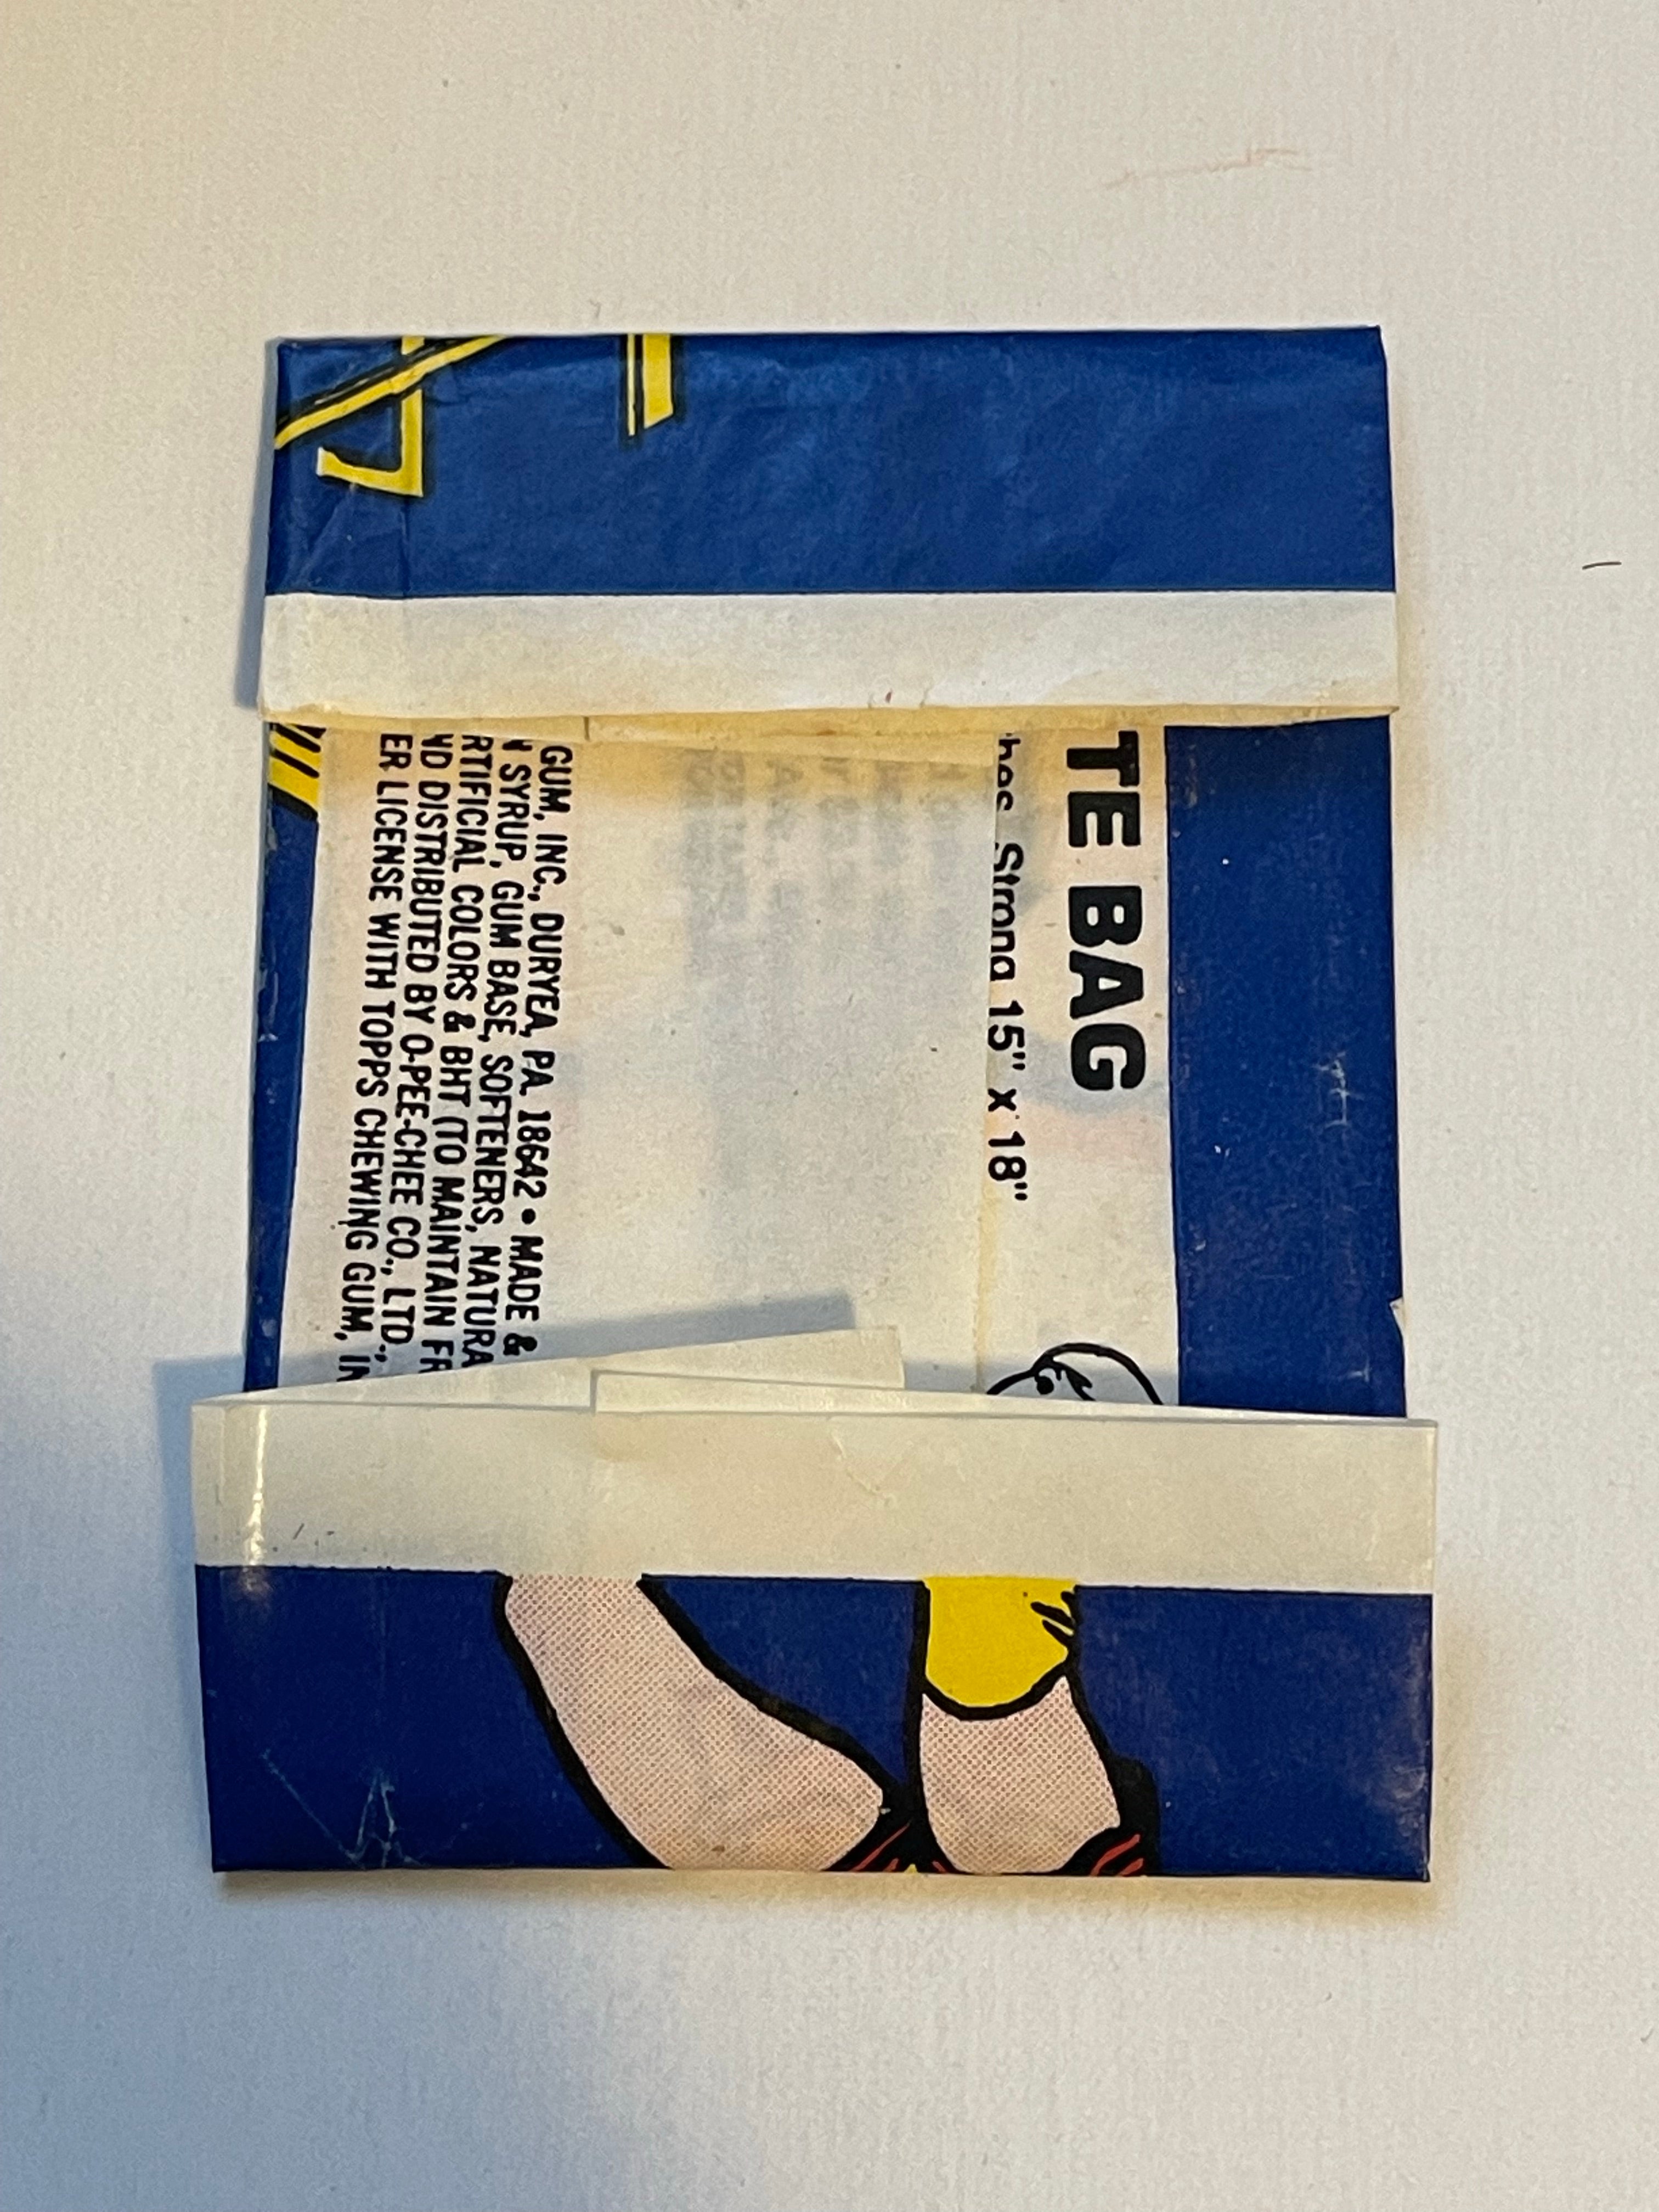 TE BAG
hes Strong 15" x 18"
GUM, INC., DURYEA, PA. 18642 • MADE &
N SYRUP, GUM BASE, SOFTENERS, NATURA
RTIFICIAL COLORS & BHT (TO MAINTAIN FR
ND DISTRIBUTED BY O-PEE-CHEE CO., LTD.,
ER LICENSE WITH TOPPS CHEWING GUM, IN